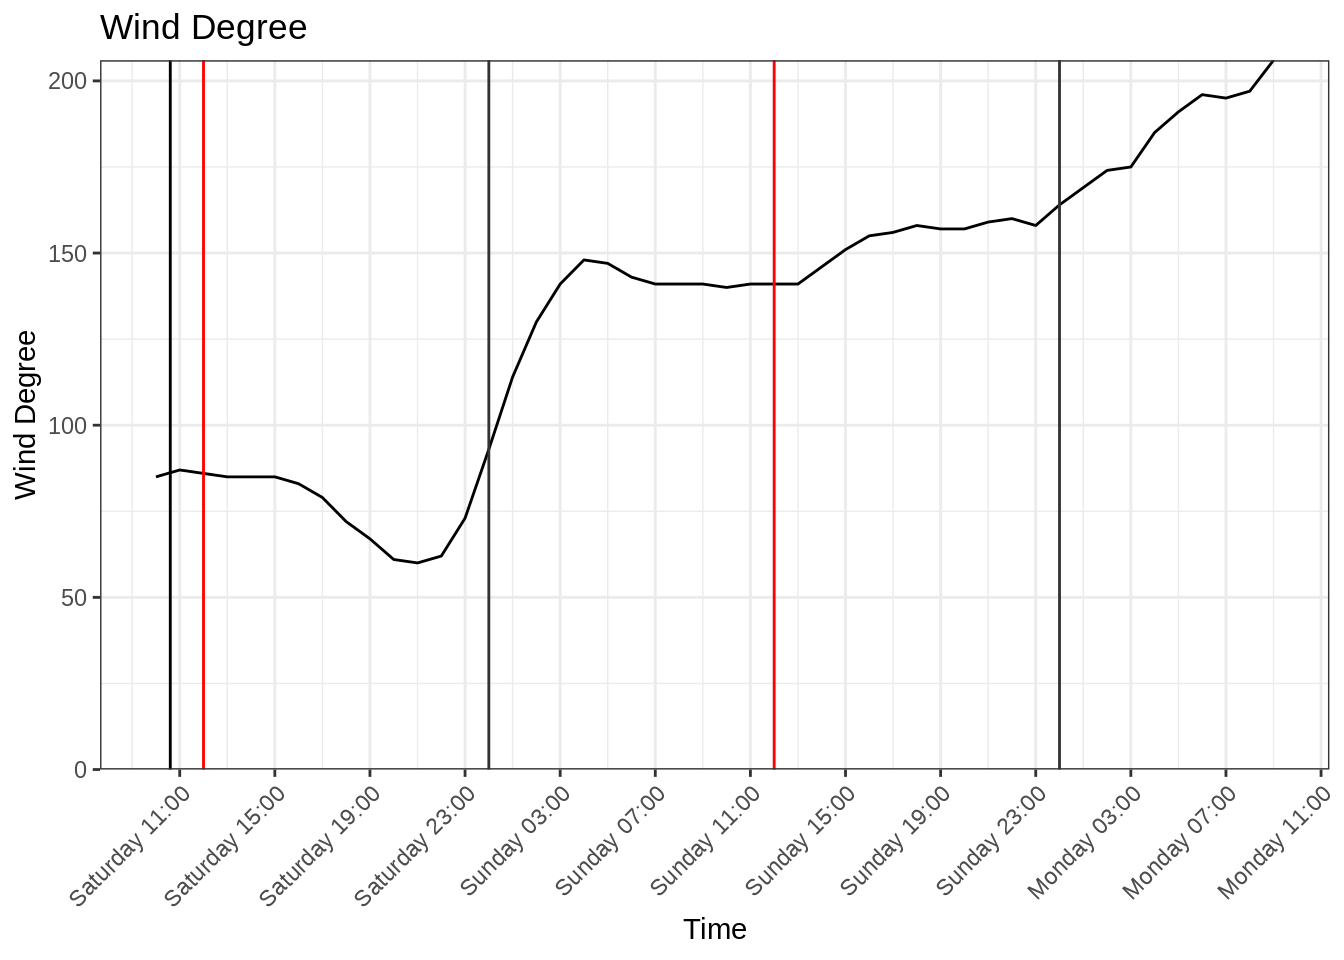 Wind Degree
Wind Degree
200
150
100
50
0
Saturday 11:00
Saturday 15:00
Saturday 19:00
Saturday 23:00
Sunday 03:00
Sunday 07:00
Sunday 11:00
Sunday 15:00
Sunday 19:00
Sunday 23:00
Monday 03:00
Monday 07:00
Monday 11:00
Time